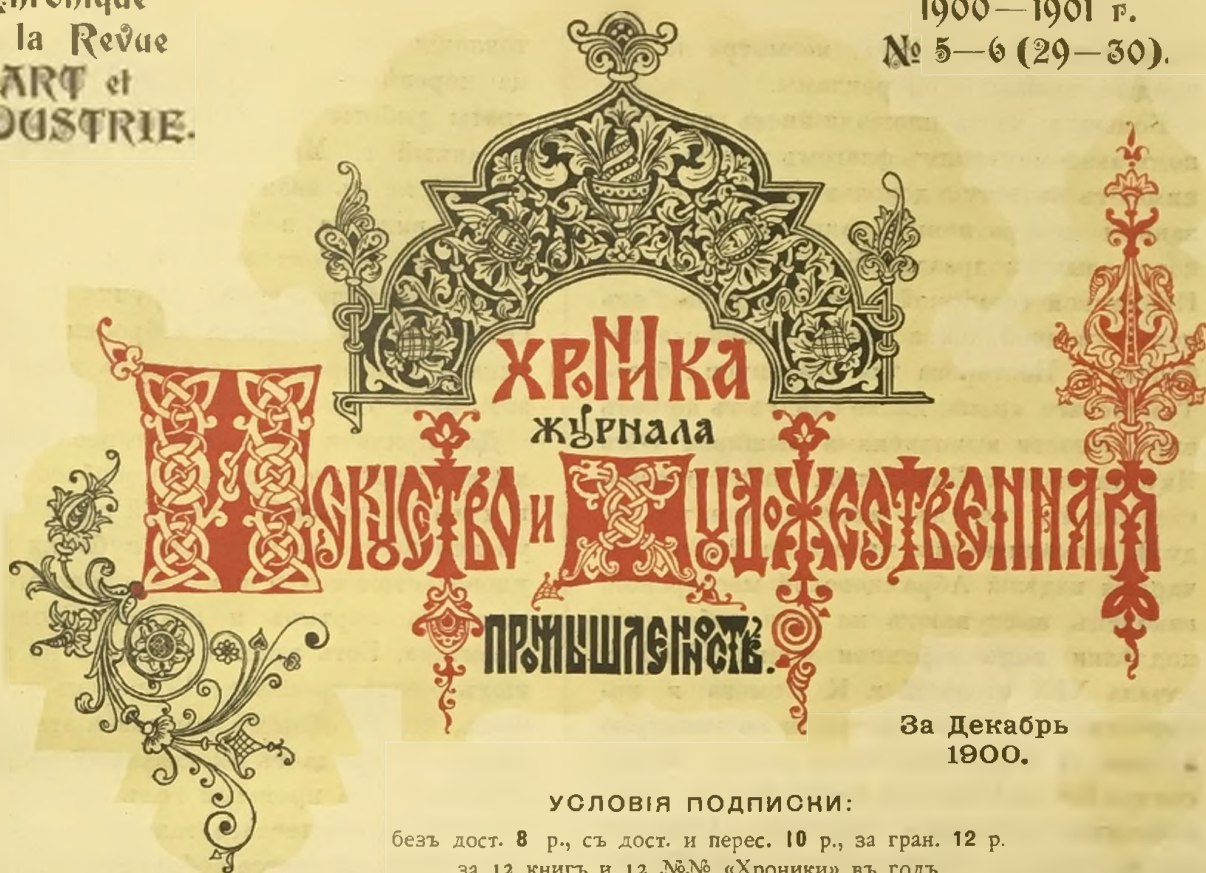 la Revue
ART et
1900—1901 г.
№ 5—6 (29—30).
ХРОНИКА
ЖУРНАЛА
ИСКУССТВО и ХУДОЖЕСТВЕННАЯ
ПРОМЫШЛЕННОСТЬ.
За Декабрь
1900.
УСЛОВІЯ ПОДПИСКИ:
безъ дост. 8 р., съ дост. и перес. 10 р., за гран. 12 р.
за 12 книгъ и 12 №№ «Хроники» въ годъ